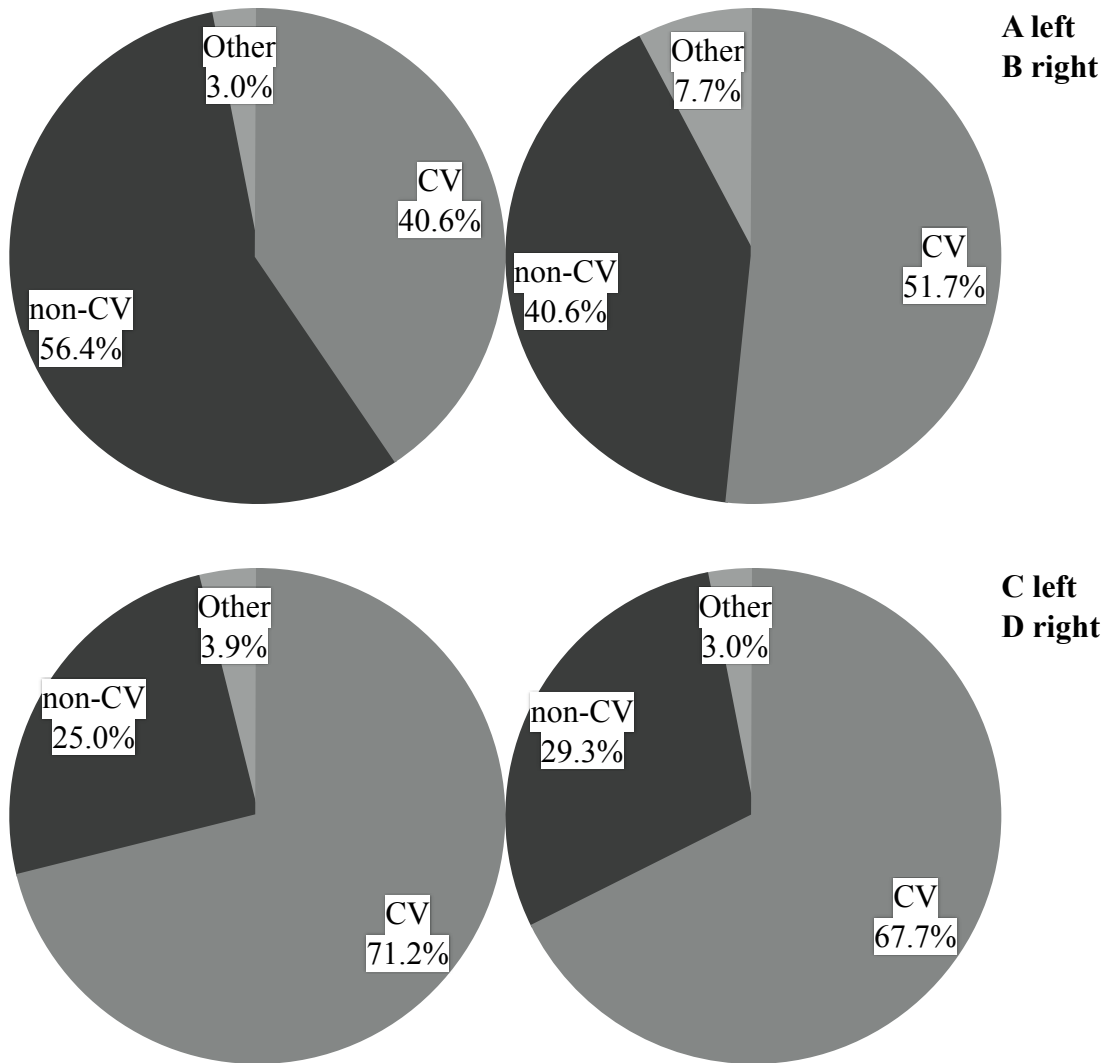 Other
3.0%
CV
40.6%
non-CV
56.4%
Other
7.7%
CV
51.7%
non-CV
40.6%
A left
B right
Other
3.9%
non-CV
25.0%
CV
71.2%
Other
3.0%
non-CV
29.3%
CV
67.7%
C left
D right